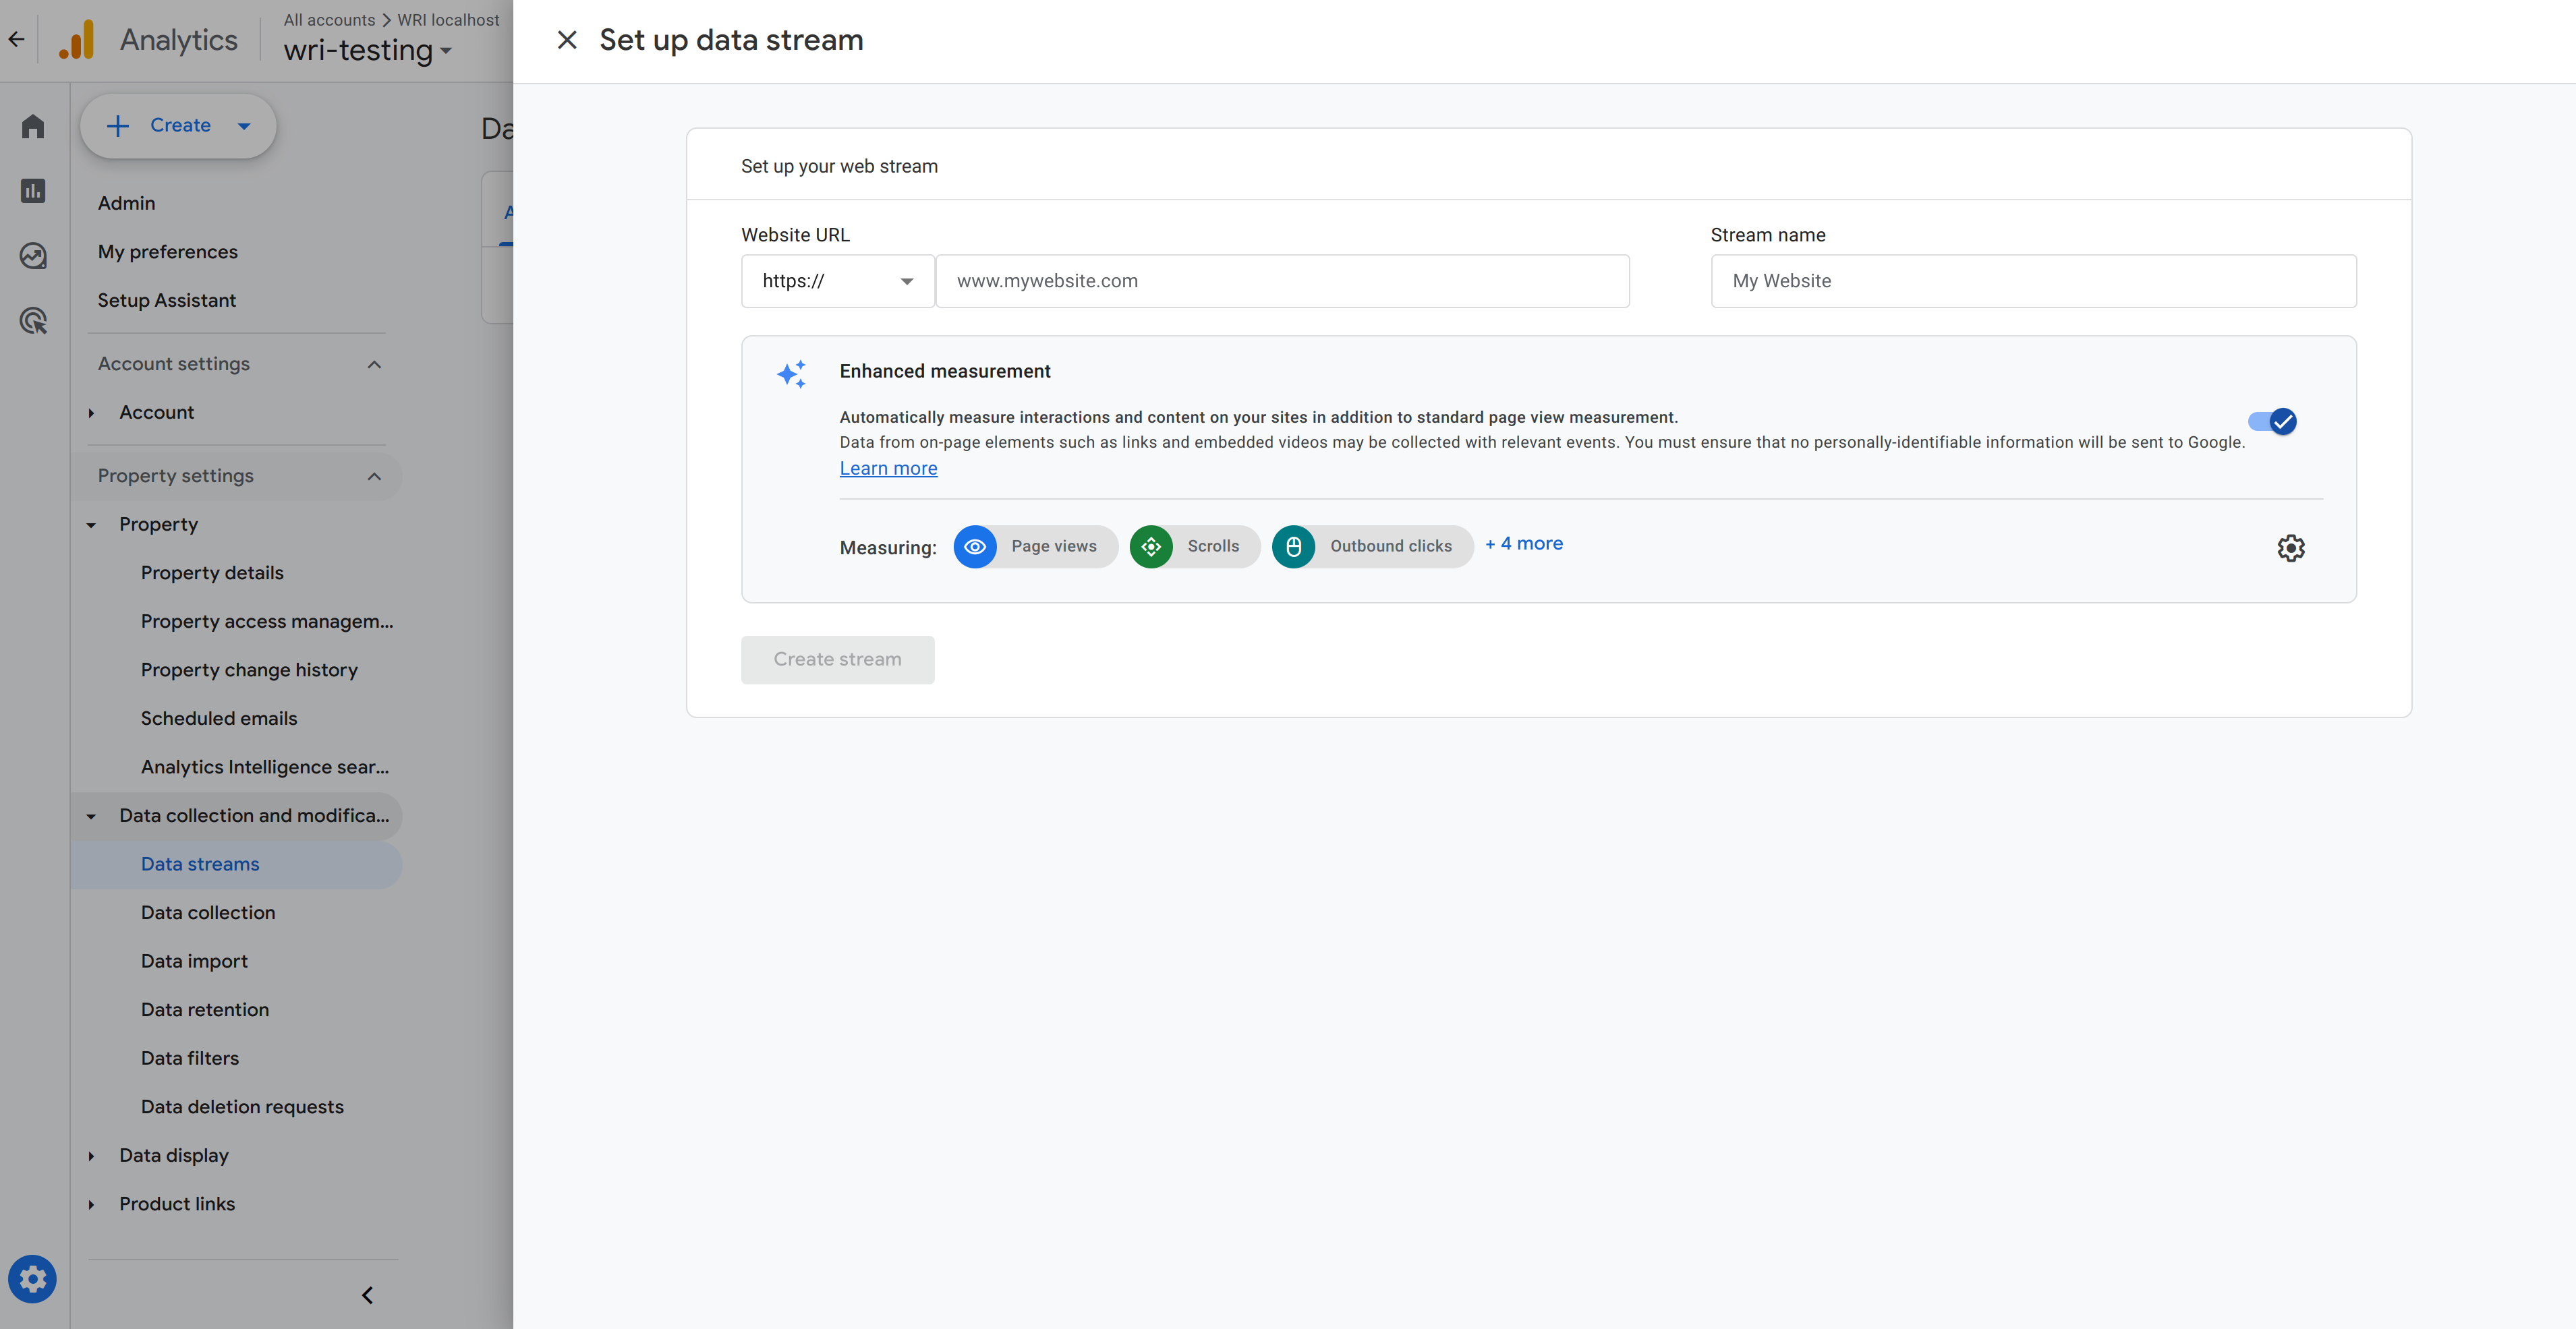 All accounts > WRI localhost
Analytics
wri-testing
Set up data stream
Create
Admin
My preferences
Setup Assistant
Account settings
Account
Property settings
Property
Property details
Property access managem...
Property change history
Scheduled emails
Analytics Intelligence sear...
Data collection and modifica...
Data streams
Data collection
Data import
Data retention
Data filters
Data deletion requests
Data display
Product links
Da
A
Set up your web stream
Website URL
Stream name
https://
www.mywebsite.com
My Website
Enhanced measurement
Automatically measure interactions and content on your sites in addition to standard page view measurement.
Data from on-page elements such as links and embedded videos may be collected with relevant events. You must ensure that no personally-identifiable information will be sent to Google.
Learn more
Measuring:
Page views
Scrolls
Outbound clicks
+ 4 more
Create stream